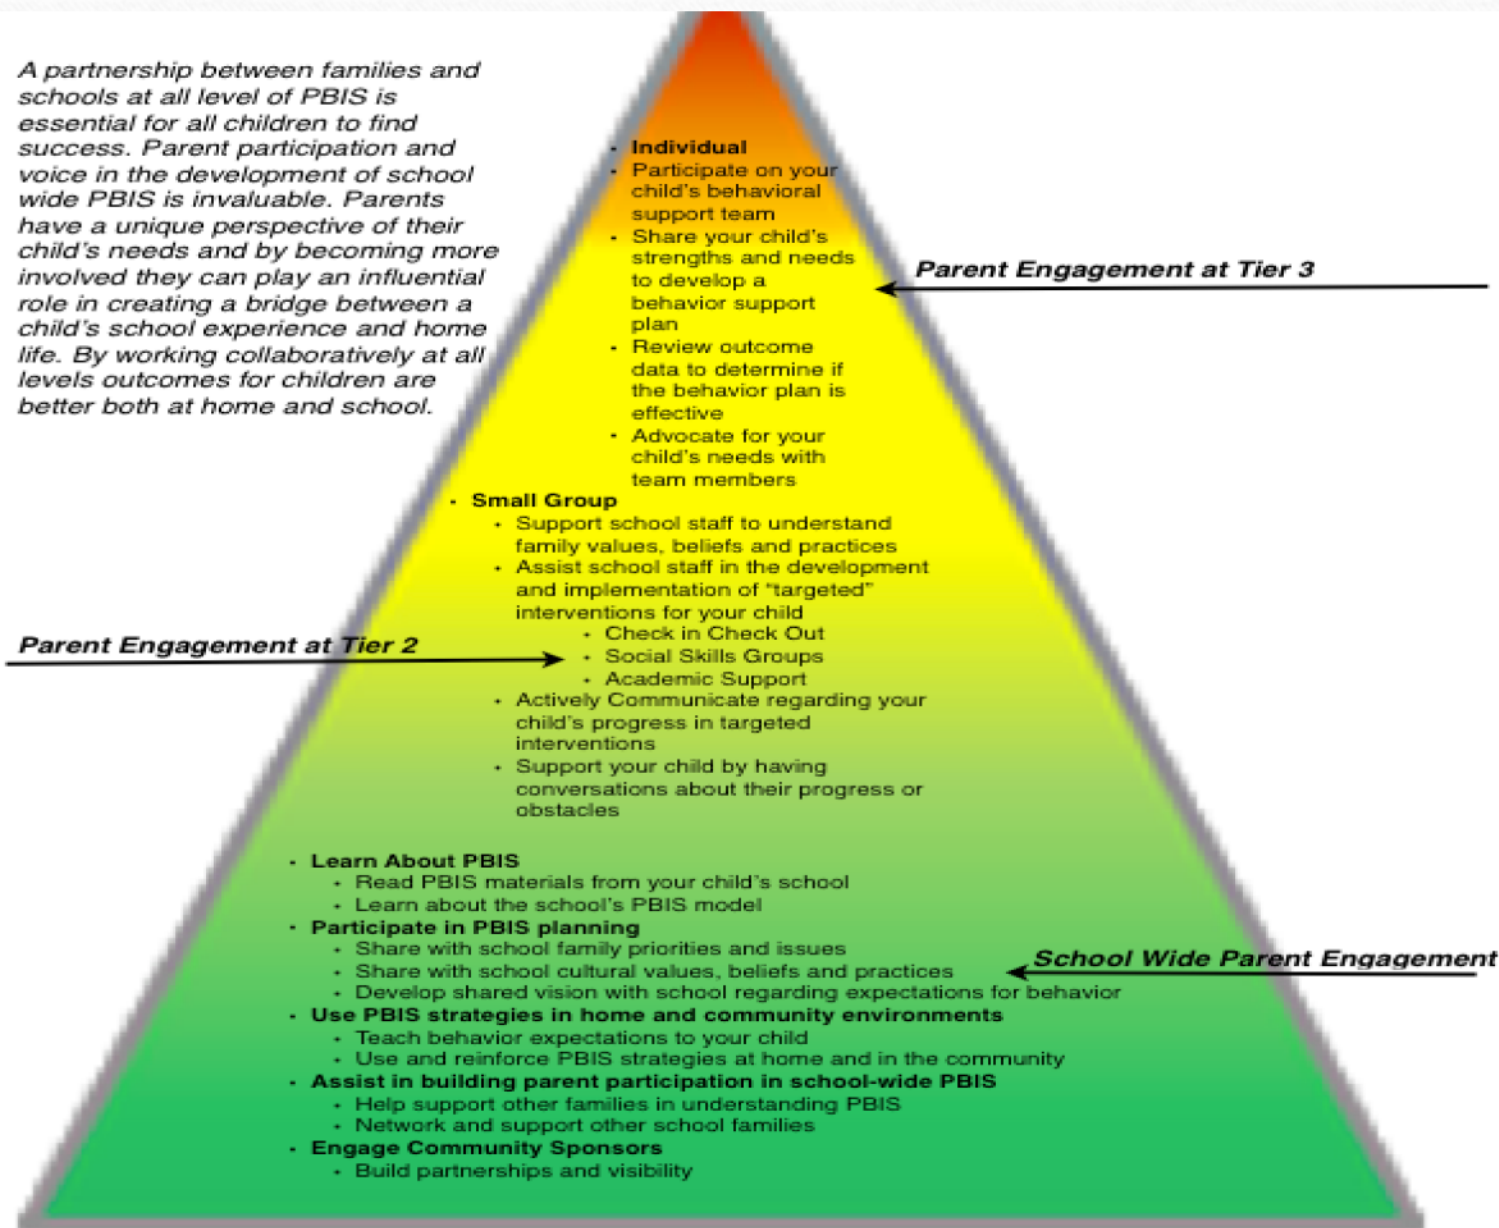 A partnership between families and
schools at all level of PBIS is
essential for all children to find
success. Parent participation and
voice in the development of school
wide PBIS is invaluable. Parents
have a unique perspective of their
child's needs and by becoming more
involved they can play an influential
role in creating a bridge between a
child's school experience and home
life. By working collaboratively at all
levels outcomes for children are
better both at home and school.
• Individual
• Participate on your
child's behavioral
support team
• Share your child's
strengths and needs
to develop a
behavior support
plan
• Review outcome
data to determine if
the behavior plan is
effective
• Advocate for your
child's needs with
team members
Parent Engagement at Tier 3
• Small Group
• Support school staff to understand
family values, beliefs and practices
• Assist school staff in the development
and implementation of "targeted"
interventions for your child
• Check in Check Out
• Social Skills Groups
• Academic Support
• Actively Communicate regarding your
child's progress in targeted
interventions
• Support your child by having
conversations about their progress or
obstacles
Parent Engagement at Tier 2
• Learn About PBIS
• Read PBIS materials from your child's school
• Learn about the school's PBIS model
• Participate in PBIS planning
• Share with school family priorities and issues
• Share with school cultural values, beliefs and practices
• Develop shared vision with school regarding expectations for behavior
• Use PBIS strategies in home and community environments
• Teach behavior expectations to your child
• Use and reinforce PBIS strategies at home and in the community
• Assist in building parent participation in school-wide PBIS
• Help support other families in understanding PBIS
• Network and support other school families
• Engage Community Sponsors
• Build partnerships and visibility
School Wide Parent Engagement